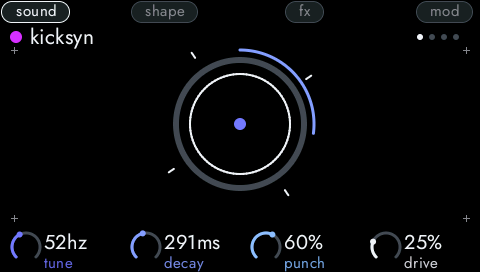 sound shape fx mod
kicksyn
52hz 291ms 60% 25%
tune decay punch drive